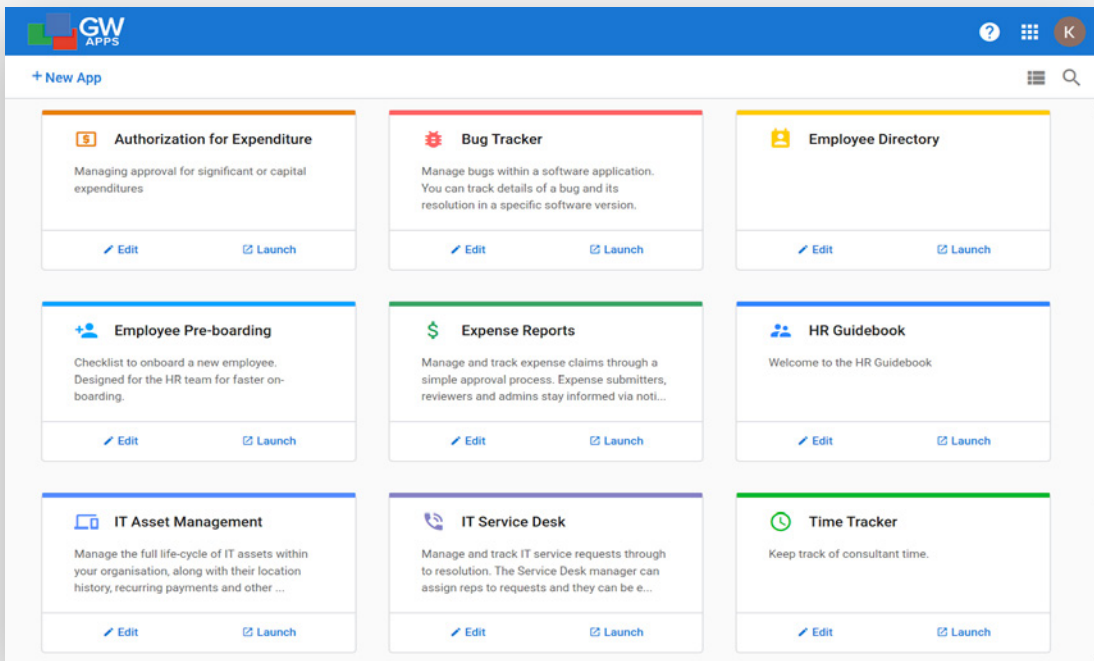 GW
APPS
K
+ New App
Authorization for Expenditure
Managing approval for significant or capital
expenditures
Edit
Launch
Bug Tracker
Manage bugs within a software application.
You can track details of a bug and its
resolution in a specific software version.
Edit
Launch
Employee Directory
Edit
Launch
Employee Pre-boarding
Checklist to onboard a new employee.
Designed for the HR team for faster on-
boarding.
Edit
Launch
Expense Reports
Manage and track expense claims through a
simple approval process. Expense submitters,
reviewers and admins stay informed via noti...
Edit
Launch
HR Guidebook
Welcome to the HR Guidebook
Edit
Launch
IT Asset Management
Manage the full life-cycle of IT assets within
your organisation, along with their location
history, recurring payments and other ...
Edit
Launch
IT Service Desk
Manage and track IT service requests through
to resolution. The Service Desk manager can
assign reps to requests and they can be e...
Edit
Launch
Time Tracker
Keep track of consultant time.
Edit
Launch